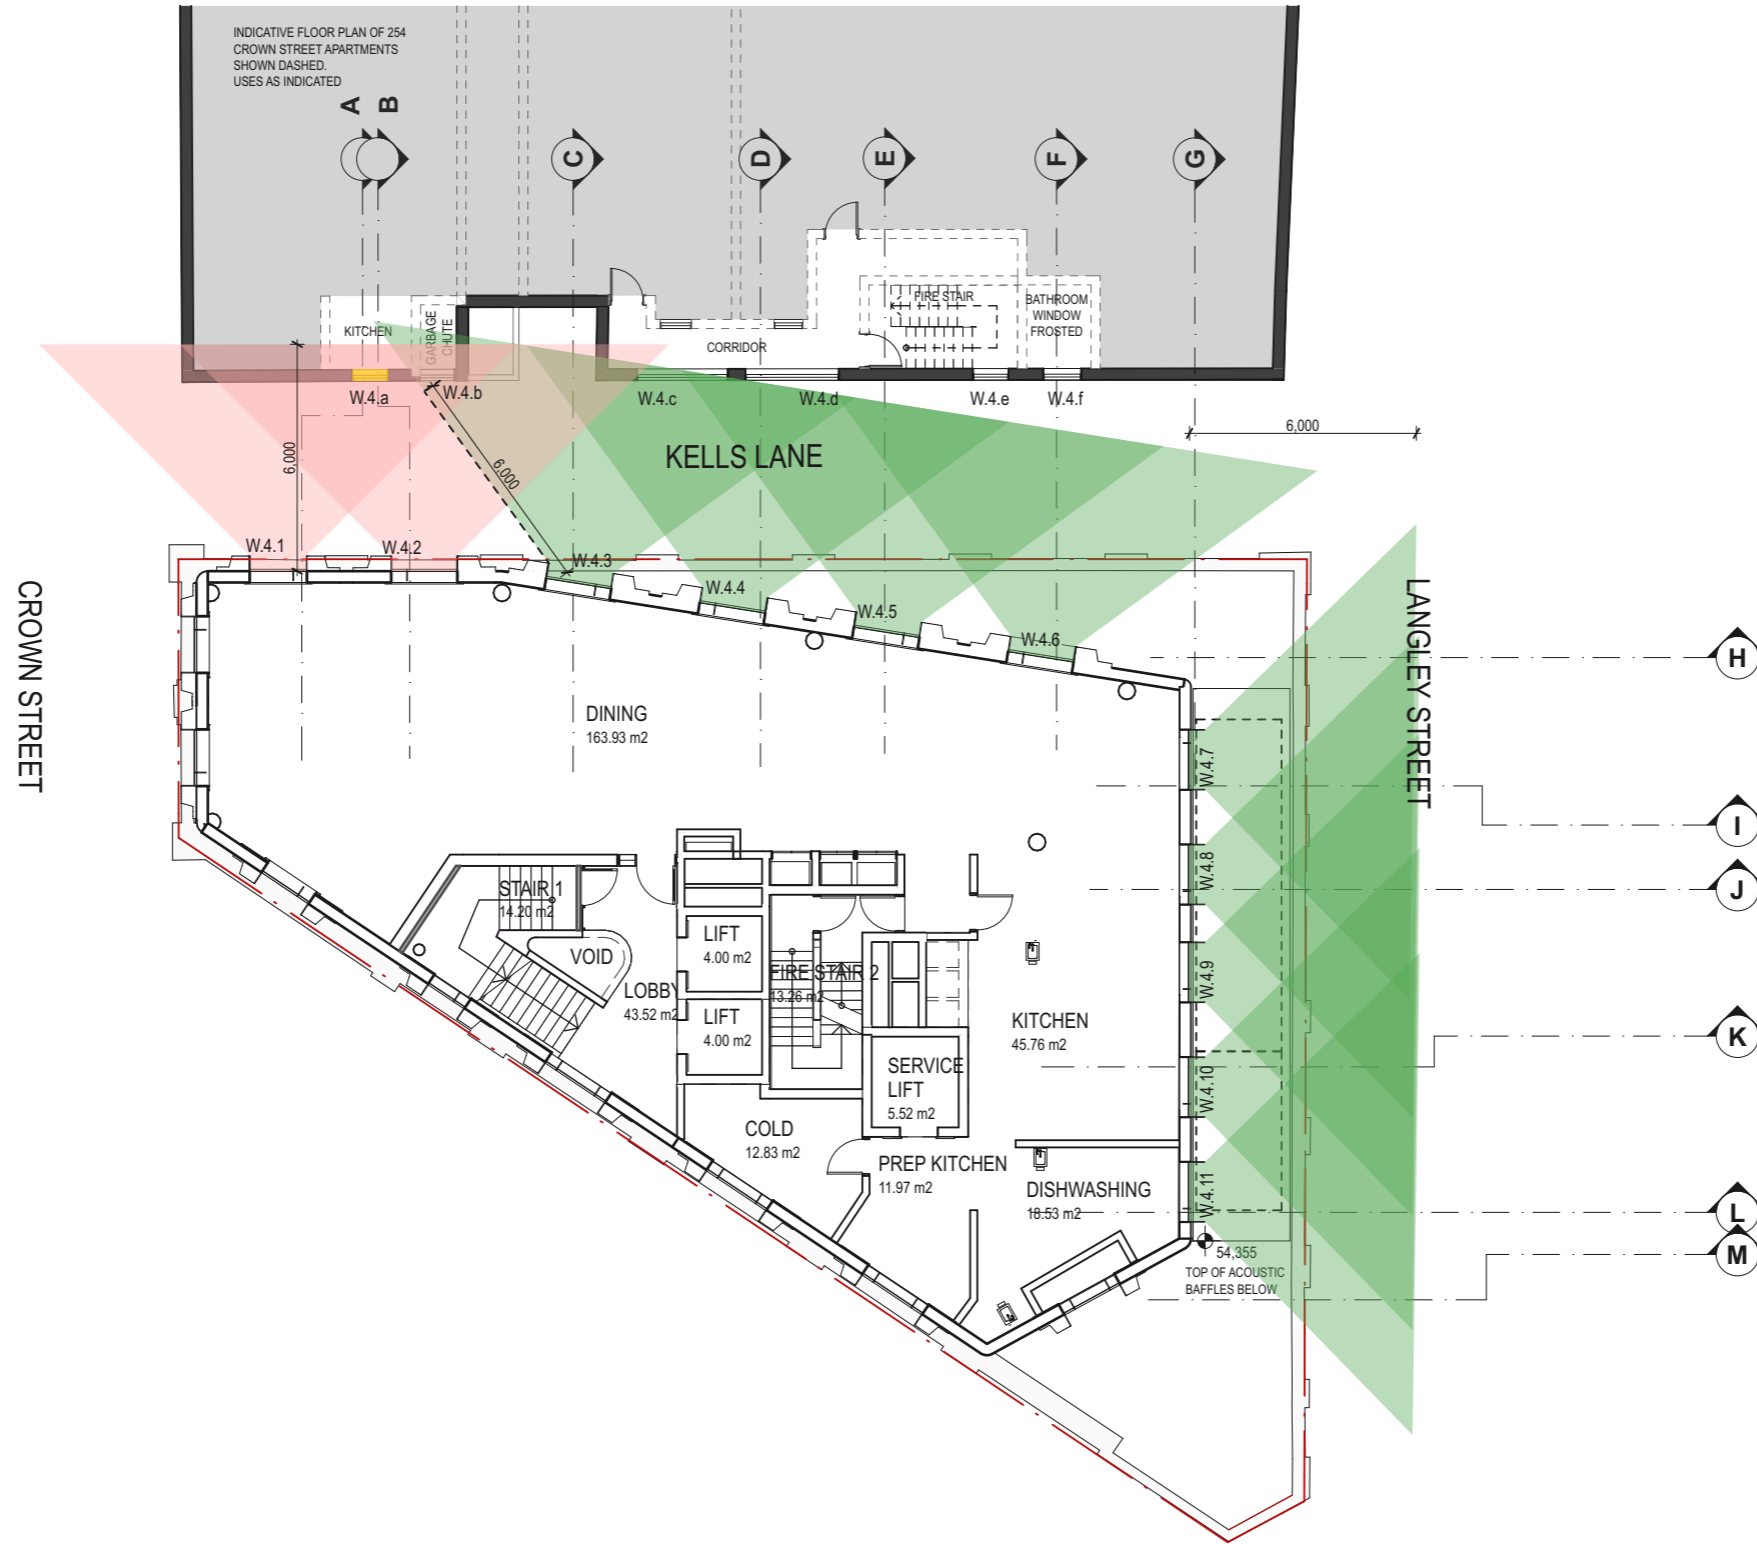 INDICATIVE FLOOR PLAN OF 254
CROWN STREET APARTMENTS
SHOWN DASHED.
USES AS INDICATED
A
B
C
D
E
F
G
KITCHEN
GARBAGE
CHUTE
CORRIDOR
FIRE STAIR
BATHROOM
WINDOW
FROSTED
W.4.a
W.4.b
W.4.c
W.4.d
W.4.e
W.4.f
6,000
6,000
6,000
KELLS LANE
W.4.1
W.4.2
W.4.3
W.4.4
W.4.5
W.4.6
CROWN STREET
LANGLEY STREET
H
DINING
163.93 m2
W.4.7
I
W.4.8
J
STAIR 1
14.20 m2
VOID
LOBBY
43.52 m2
LIFT
4.00 m2
LIFT
4.00 m2
FIRE STAIR 2
13.26 m2
W.4.9
KITCHEN
45.76 m2
K
SERVICE
LIFT
5.52 m2
W.4.10
COLD
12.83 m2
PREP KITCHEN
11.97 m2
DISHWASHING
18.53 m2
W.4.11
L
M
54,355
TOP OF ACOUSTIC
BAFFLES BELOW